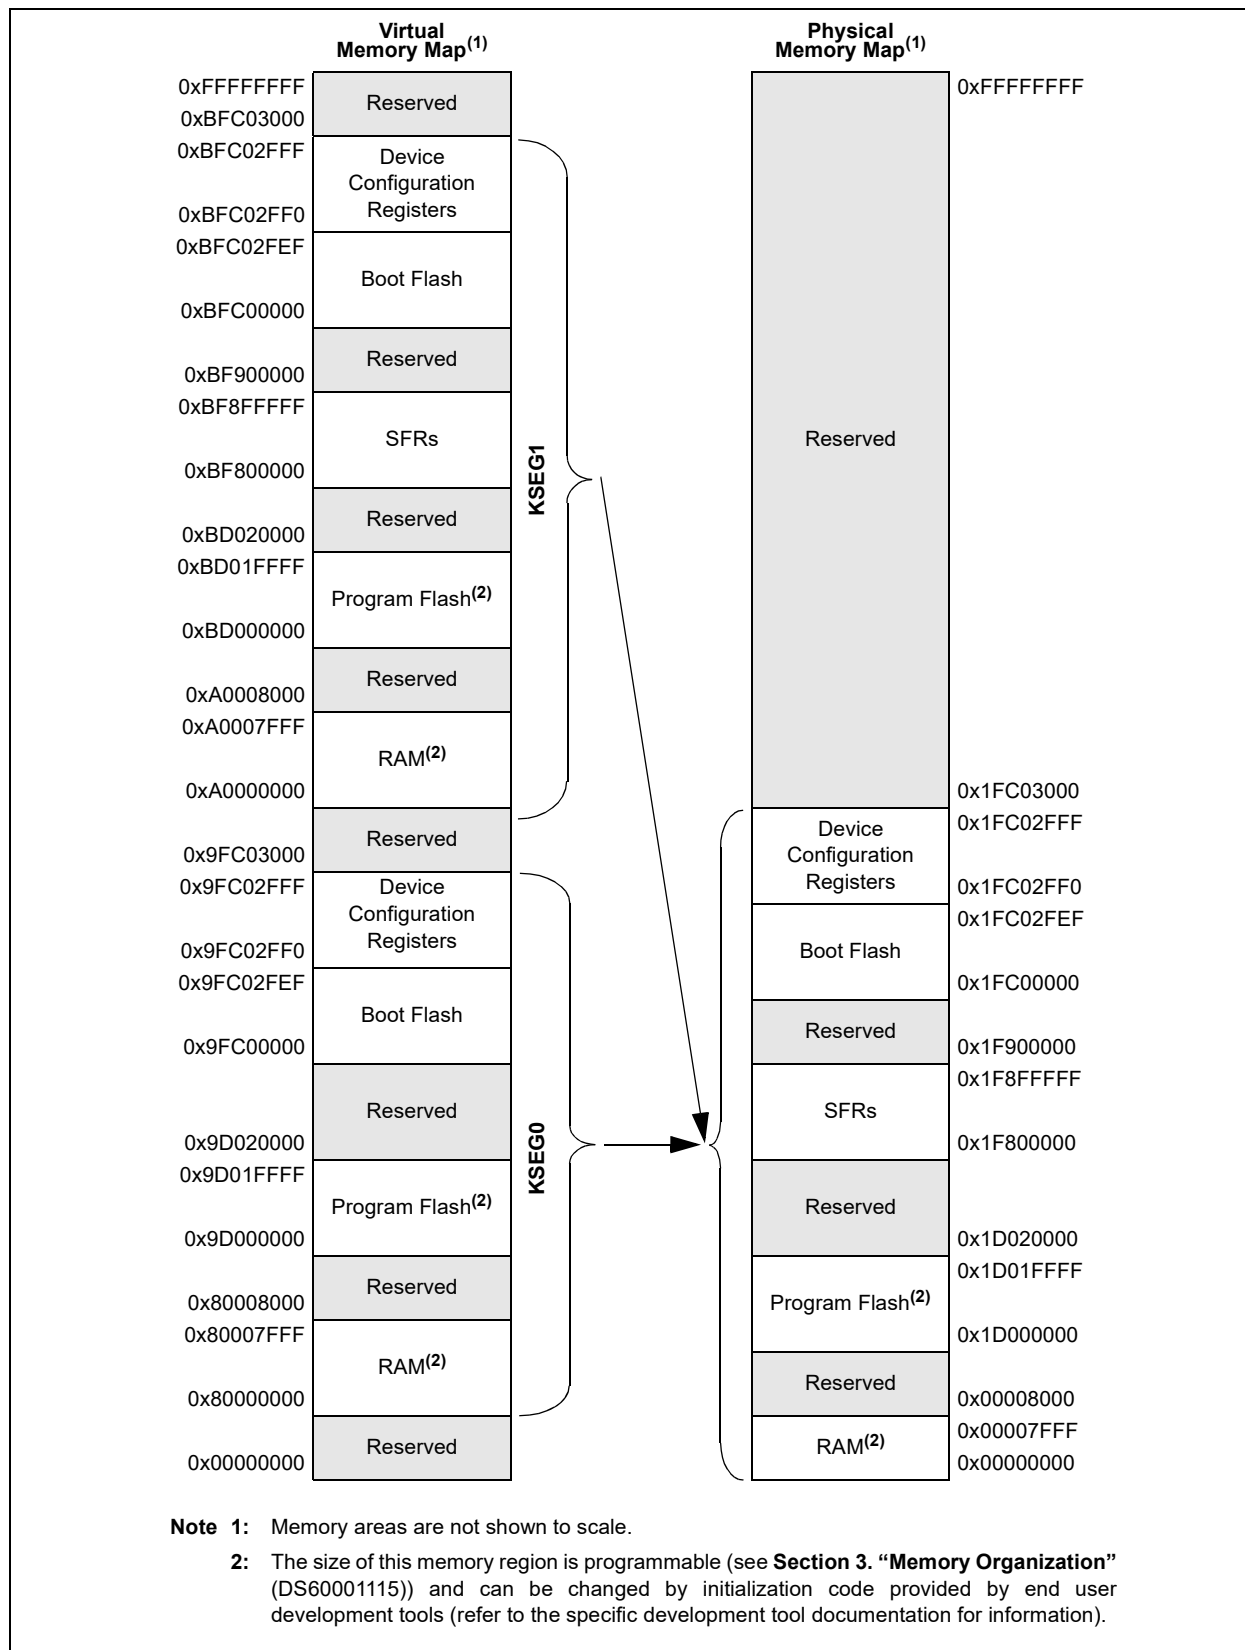 Virtual
Memory Map(1)
0xFFFFFFFF
Reserved
0xBFC03000
0xBFC02FFF
Device
Configuration
Registers
0xBFC02FF0
0xBFC02FEF
Boot Flash
0xBFC00000
Reserved
0xBF900000
0xBF8FFFFF
SFRs
0xBF800000
Reserved
0xBD020000
0xBD01FFFF
Program Flash(2)
0xBD000000
Reserved
0xA0008000
0xA0007FFF
RAM(2)
0xA0000000
Reserved
0x9FC03000
0x9FC02FFF
Device
Configuration
Registers
0x9FC02FF0
0x9FC02FEF
Boot Flash
0x9FC00000
Reserved
0x9D020000
0x9D01FFFF
Program Flash(2)
0x9D000000
Reserved
0x80008000
0x80007FFF
RAM(2)
0x80000000
Reserved
0x00000000
KSEG1
KSEG0
Physical
Memory Map(1)
0xFFFFFFFF
Reserved
0x1FC03000
0x1FC02FFF
Device
Configuration
Registers
0x1FC02FF0
0x1FC02FEF
Boot Flash
0x1FC00000
Reserved
0x1F900000
0x1F8FFFFF
SFRs
0x1F800000
Reserved
0x1D020000
0x1D01FFFF
Program Flash(2)
0x1D000000
Reserved
0x00008000
0x00007FFF
RAM(2)
0x00000000
Note 1: Memory areas are not shown to scale.
2: The size of this memory region is programmable (see Section 3. “Memory Organization”
(DS60001115)) and can be changed by initialization code provided by end user
development tools (refer to the specific development tool documentation for information).